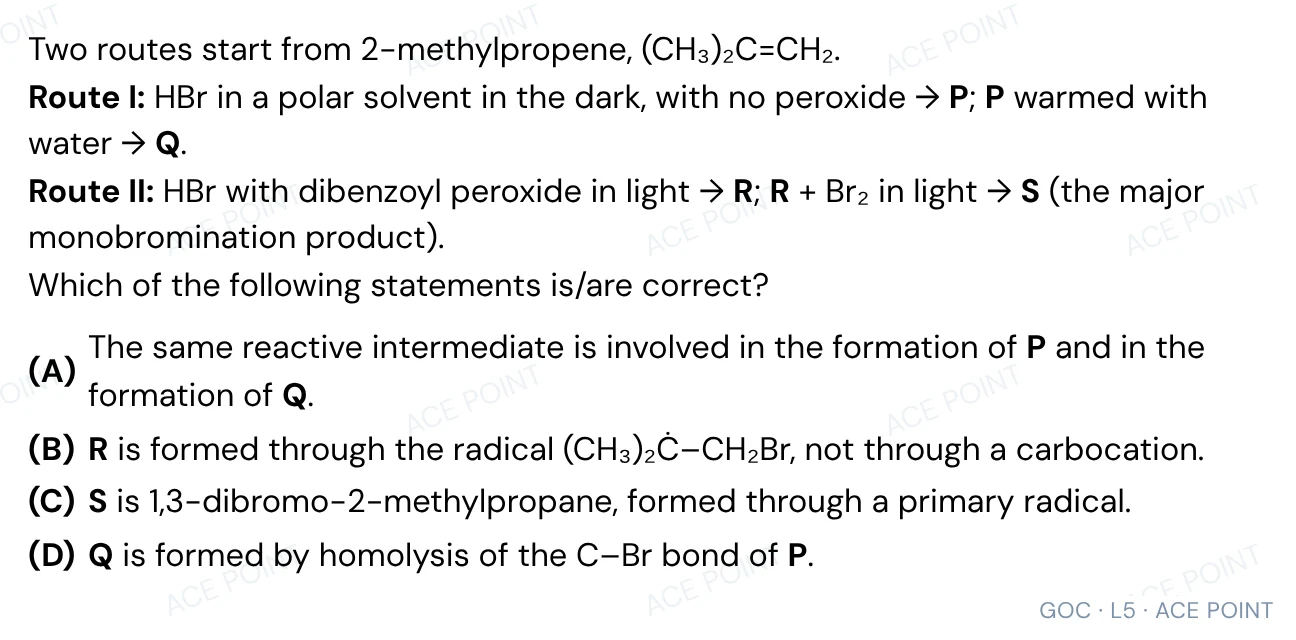 Two routes start from 2-methylpropene, (CH₃)₂C=CH₂.
Route I: HBr in a polar solvent in the dark, with no peroxide → P; P warmed with
water → Q.
Route II: HBr with dibenzoyl peroxide in light → R; R + Br₂ in light → S (the major
monobromination product).
Which of the following statements is/are correct?
(A) The same reactive intermediate is involved in the formation of P and in the
formation of Q.
(B) R is formed through the radical (CH₃)₂Ċ–CH₂Br, not through a carbocation.
(C) S is 1,3-dibromo-2-methylpropane, formed through a primary radical.
(D) Q is formed by homolysis of the C–Br bond of P.
GOC · L5 · ACE POINT
ACE POINT